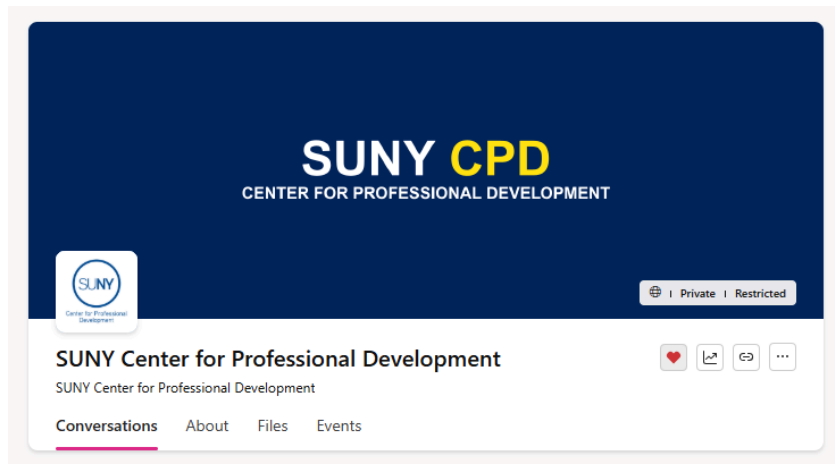 SUNY CPD
CENTER FOR PROFESSIONAL DEVELOPMENT
SUNY
Center for Professional
Development
Private | Restricted
SUNY Center for Professional Development
SUNY Center for Professional Development
Conversations About Files Events